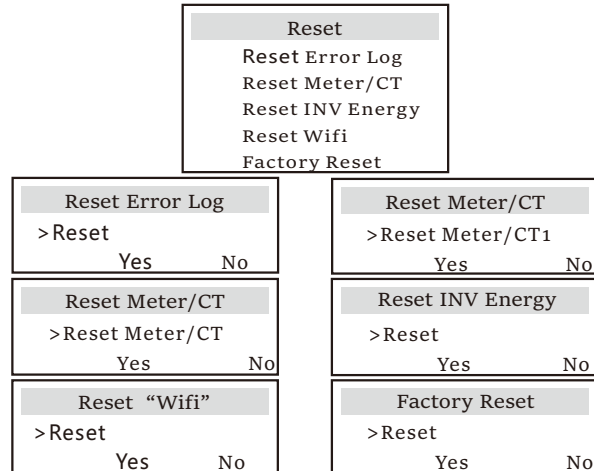 Reset
Reset Error Log
Reset Meter/CT
Reset INV Energy
Reset Wifi
Factory Reset
Reset Error Log
>Reset
Yes No
Reset Meter/CT
>Reset Meter/CT1
Yes No
Reset Meter/CT
>Reset Meter/CT
Yes No
Reset INV Energy
>Reset
Yes No
Reset “Wifi”
>Reset
Yes No
Factory Reset
>Reset
Yes No